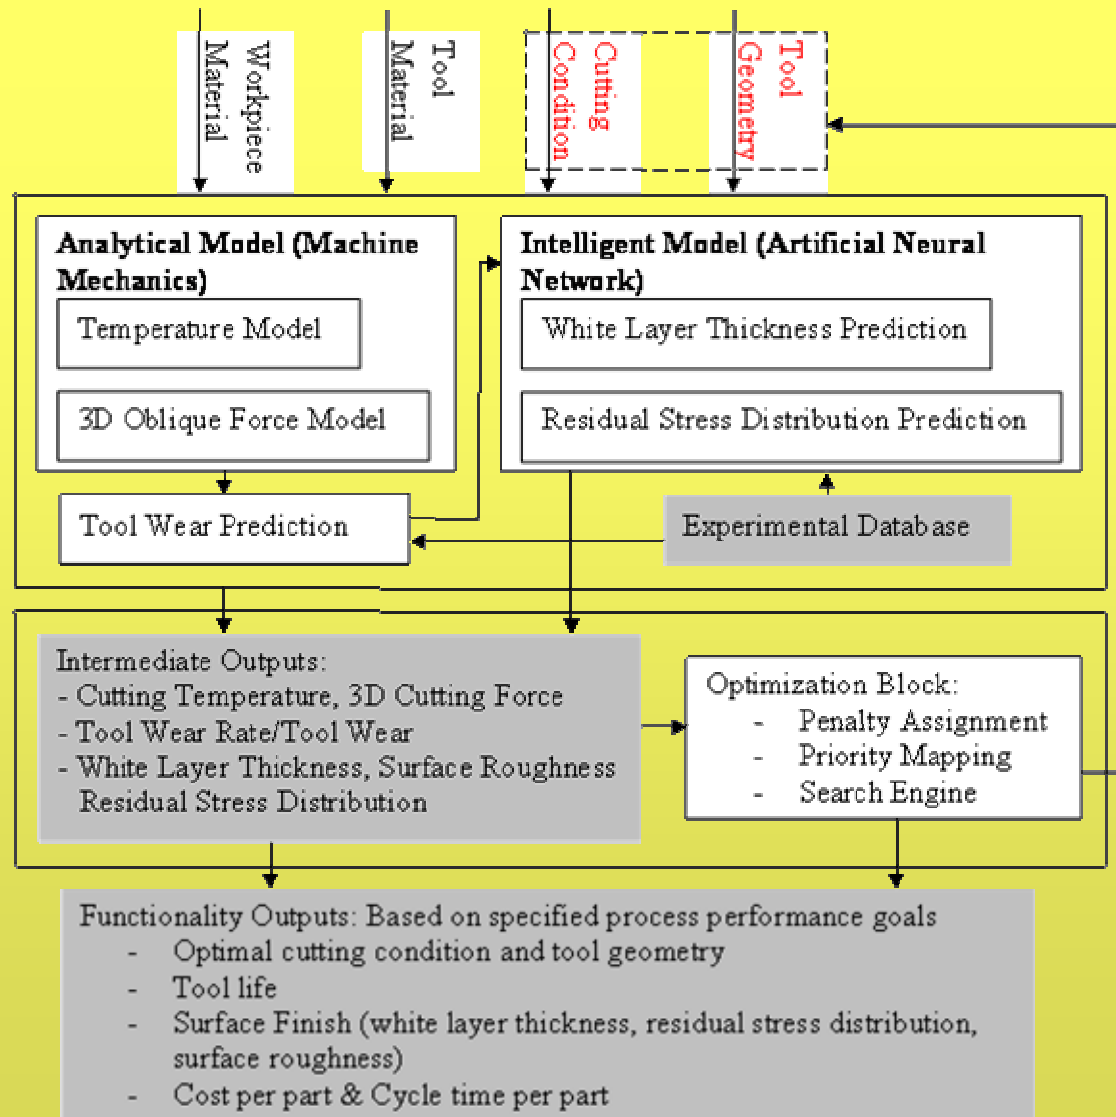 Workpiece
Material
Tool
Material
Cutting
Condition
Tool
Geometry
Analytical Model (Machine
Mechanics)
Temperature Model
3D Oblique Force Model
Tool Wear Prediction
Intelligent Model (Artificial Neural
Network)
White Layer Thickness Prediction
Residual Stress Distribution Prediction
Experimental Database
Intermediate Outputs:
- Cutting Temperature, 3D Cutting Force
- Tool Wear Rate/Tool Wear
- White Layer Thickness, Surface Roughness
Residual Stress Distribution
Optimization Block:
- Penalty Assignment
- Priority Mapping
- Search Engine
Functionality Outputs: Based on specified process performance goals
- Optimal cutting condition and tool geometry
- Tool life
- Surface Finish (white layer thickness, residual stress distribution,
surface roughness)
- Cost per part & Cycle time per part